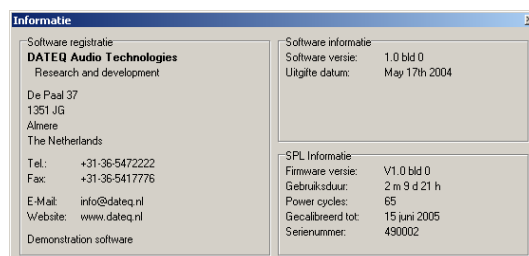 Informatie
Software registratie
DATEQ Audio Technologies
Research and development
De Paal 37
1351 JG
Almere
The Netherlands
Tel.: +31-36-5472222
Fax: +31-36-5417776
E-Mail: info@dateq.nl
Website: www.dateq.nl
Demonstration software
Software informatie
Software versie: 1.0 bld 0
Uitgifte datum: May 17th 2004
SPL Informatie
Firmware versie: V1.0 bld 0
Gebruiksduur: 2 m 9 d 21 h
Power cycles: 65
Gecalibreerd tot: 15 juni 2005
Serienummer: 490002